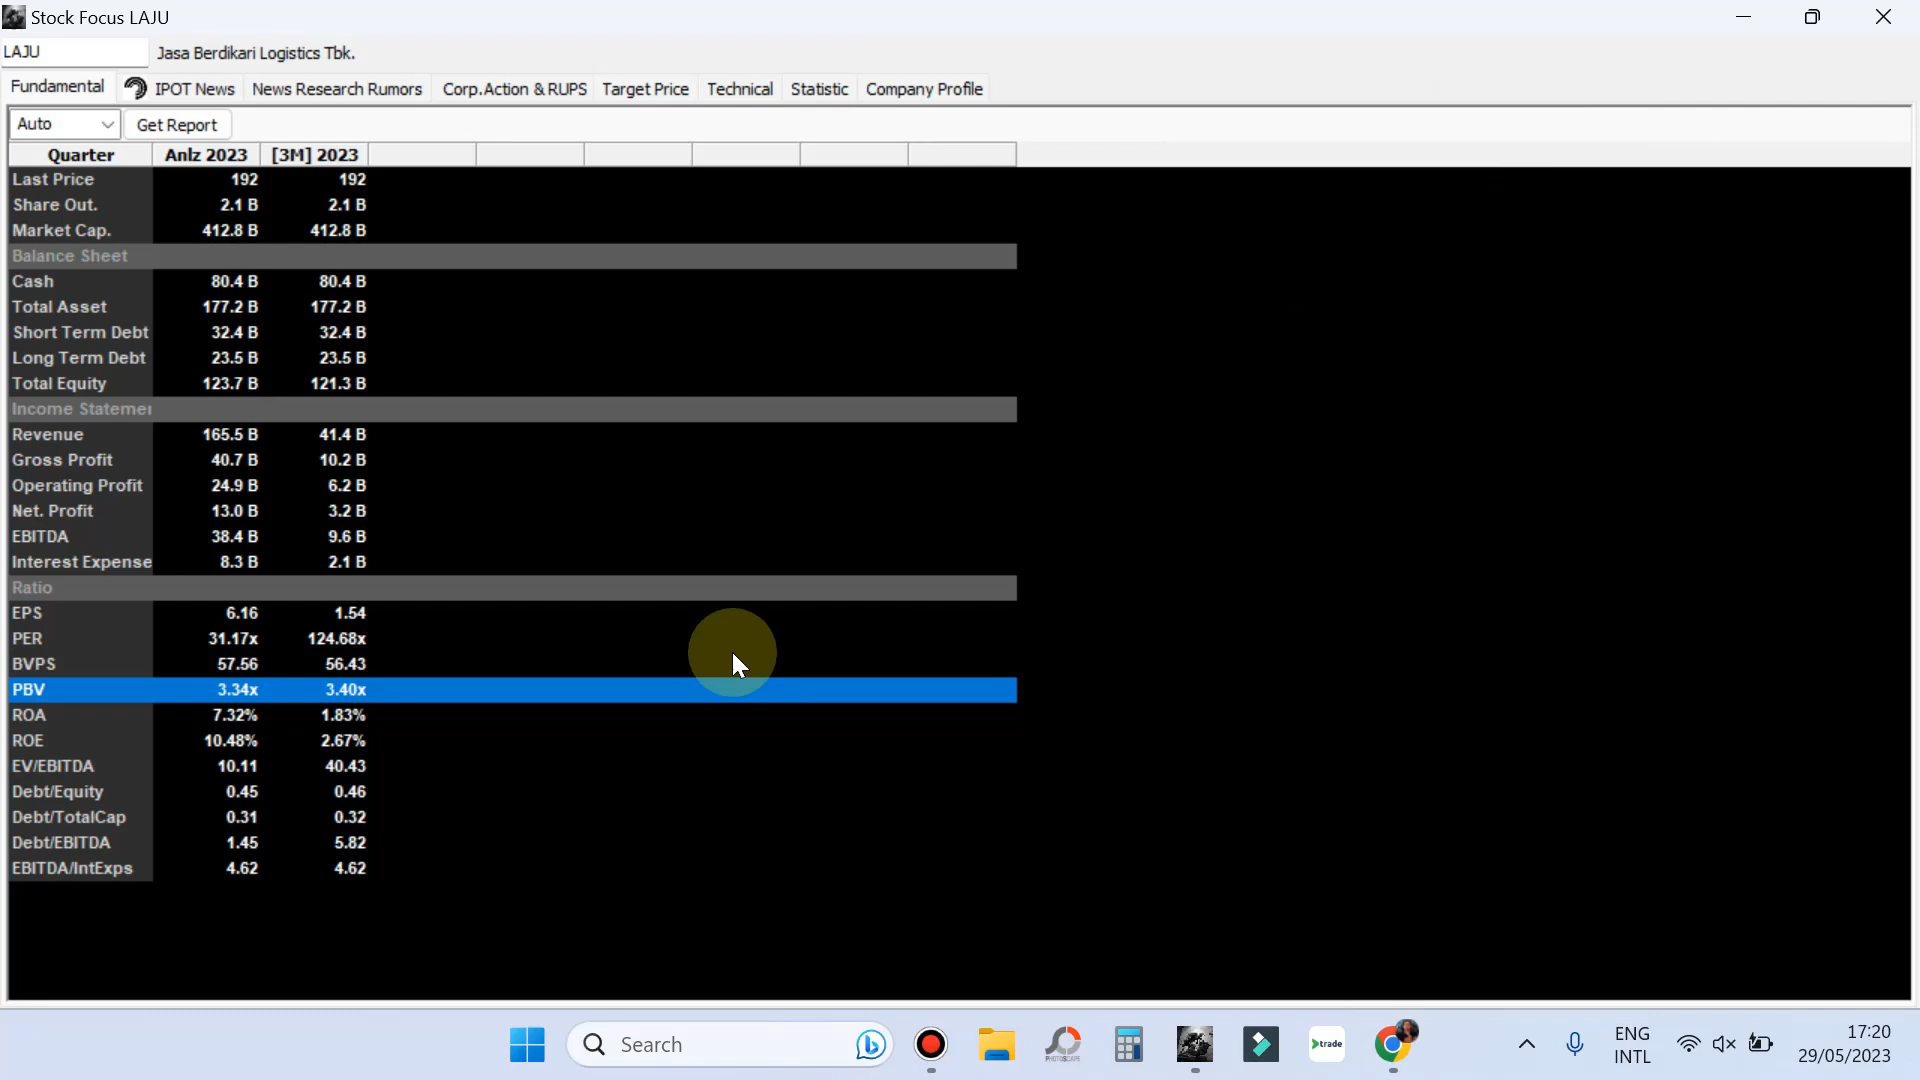 Stock Focus LAJU
LAJU Jasa Berdikari Logistics Tbk.
Fundamental IPOT News News Research Rumors Corp.Action & RUPS Target Price Technical Statistic Company Profile
Auto Get Report
Quarter Anlz 2023 [3M] 2023
Last Price 192 192
Share Out. 2.1 B 2.1 B
Market Cap. 412.8 B 412.8 B
Balance Sheet
Cash 80.4 B 80.4 B
Total Asset 177.2 B 177.2 B
Short Term Debt 32.4 B 32.4 B
Long Term Debt 23.5 B 23.5 B
Total Equity 123.7 B 121.3 B
Income Statemer
Revenue 165.5 B 41.4 B
Gross Profit 40.7 B 10.2 B
Operating Profit 24.9 B 6.2 B
Net. Profit 13.0 B 3.2 B
EBITDA 38.4 B 9.6 B
Interest Expense 8.3 B 2.1 B
Ratio
EPS 6.16 1.54
PER 31.17x 124.68x
BVPS 57.56 56.43
PBV 3.34x 3.40x
ROA 7.32% 1.83%
ROE 10.48% 2.67%
EV/EBITDA 10.11 40.43
Debt/Equity 0.45 0.46
Debt/TotalCap 0.31 0.32
Debt/EBITDA 1.45 5.82
EBITDA/IntExps 4.62 4.62
Search PHOTOSCAPE trade ENG 17:20
INTL 29/05/2023